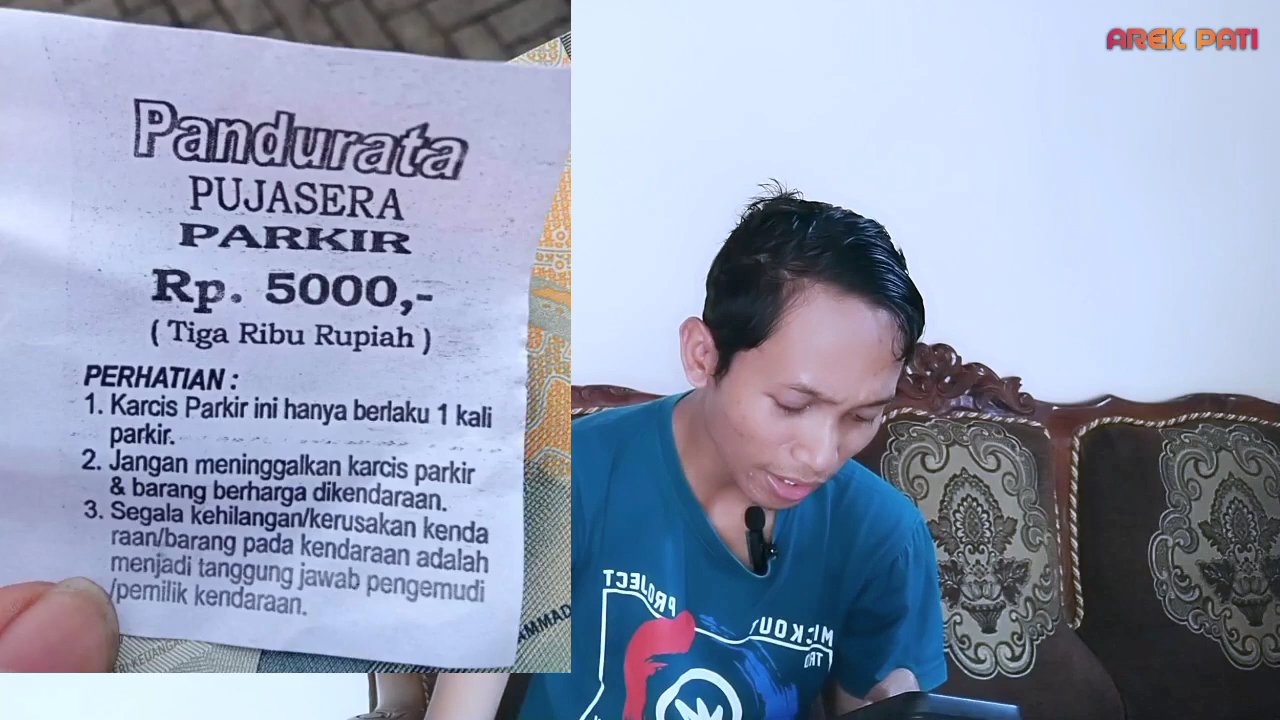 Pandurata
PUJASERA
PARKIR
Rp. 5000,-
( Tiga Ribu Rupiah )
PERHATIAN :
1. Karcis Parkir ini hanya berlaku 1 kali
parkir.
2. Jangan meninggalkan karcis parkir
& barang berharga dikendaraan.
3. Segala kehilangan/kerusakan kenda
raan/barang pada kendaraan adalah
menjadi tanggung jawab pengemudi
/pemilik kendaraan.
AREK PATI
PROJECT
MICKOUT